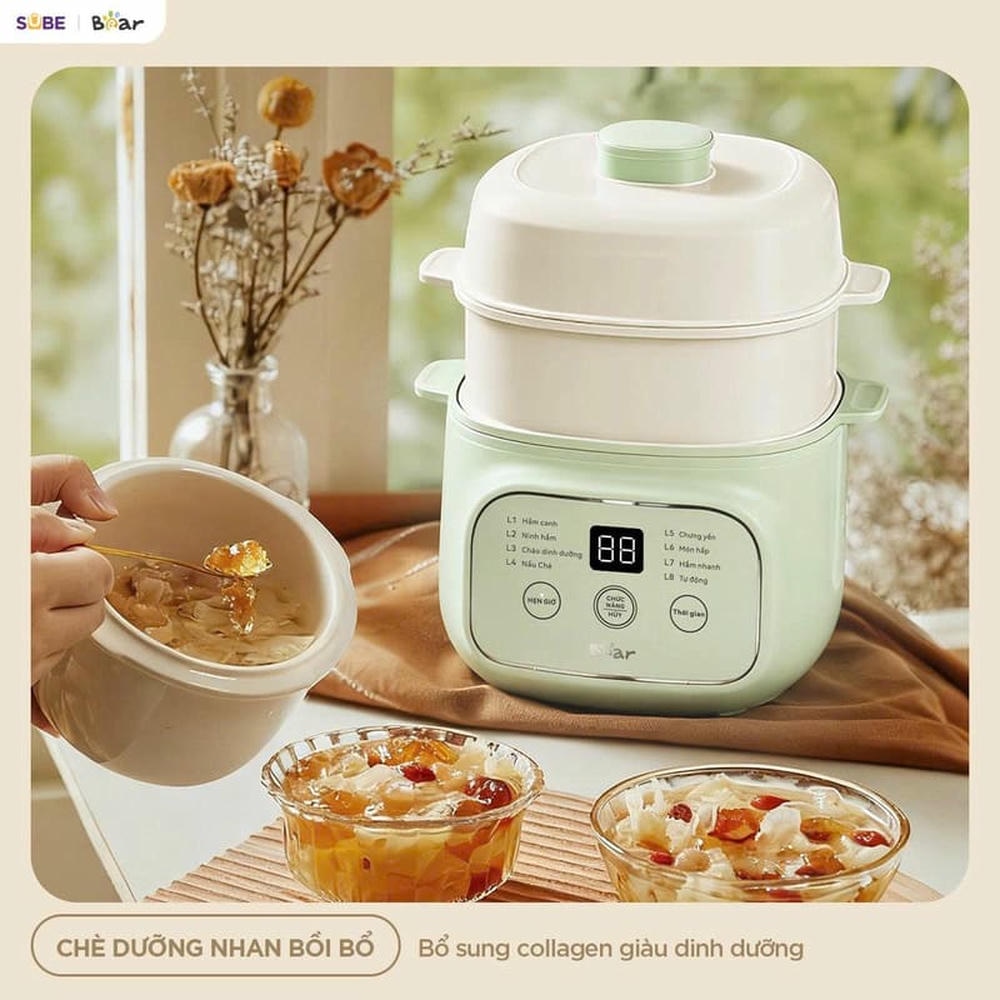 SUBE | Bear
L1 Hầm canh
L2 Ninh hầm
L3 Cháo dinh dưỡng
L4 Nấu Chè
88
L5 Chưng yến
L6 Món hấp
L7 Hầm nhanh
L8 Tự động
HẸN GIỜ
CHỨC
NĂNG
HỦY
Thời gian
Bear
CHÈ DƯỠNG NHAN BỒI BỔ
Bổ sung collagen giàu dinh dưỡng